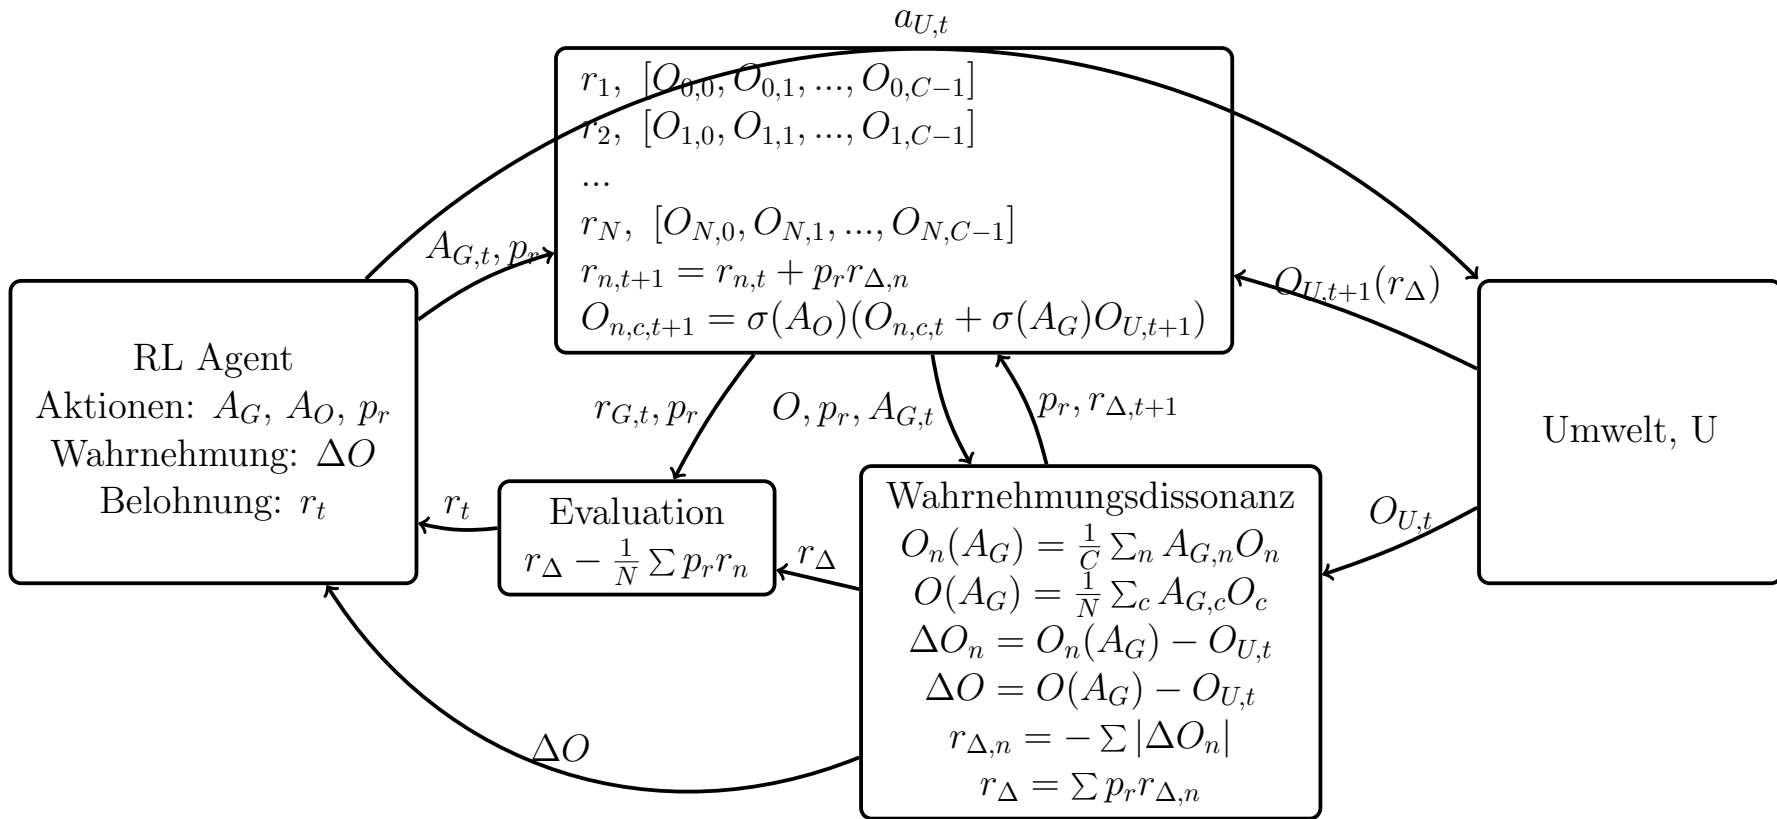 a_{U,t}
r_1, [O_{0,0}, O_{0,1}, ..., O_{0,C−1}]
r_2, [O_{1,0}, O_{1,1}, ..., O_{1,C−1}]
...
r_N, [O_{N,0}, O_{N,1}, ..., O_{N,C−1}]
r_{n,t+1} = r_{n,t} + p_r r_{Δ,n}
O_{n,c,t+1} = σ(A_O)(O_{n,c,t} + σ(A_G)O_{U,t+1})
A_{G,t}, p_r
O_{U,t+1}(r_Δ)
RL Agent
Aktionen: A_G, A_O, p_r
Wahrnehmung: ΔO
Belohnung: r_t
Umwelt, U
r_{G,t}, p_r
O, p_r, A_{G,t}
p_r, r_{Δ,t+1}
r_t
Evaluation
r_Δ − \frac{1}{N} ∑ p_r r_n
r_Δ
Wahrnehmungsdissonanz
O_n(A_G) = \frac{1}{C} ∑_n A_{G,n} O_n
O(A_G) = \frac{1}{N} ∑_c A_{G,c} O_c
ΔO_n = O_n(A_G) − O_{U,t}
ΔO = O(A_G) − O_{U,t}
r_{Δ,n} = − ∑ |ΔO_n|
r_Δ = ∑ p_r r_{Δ,n}
O_{U,t}
ΔO